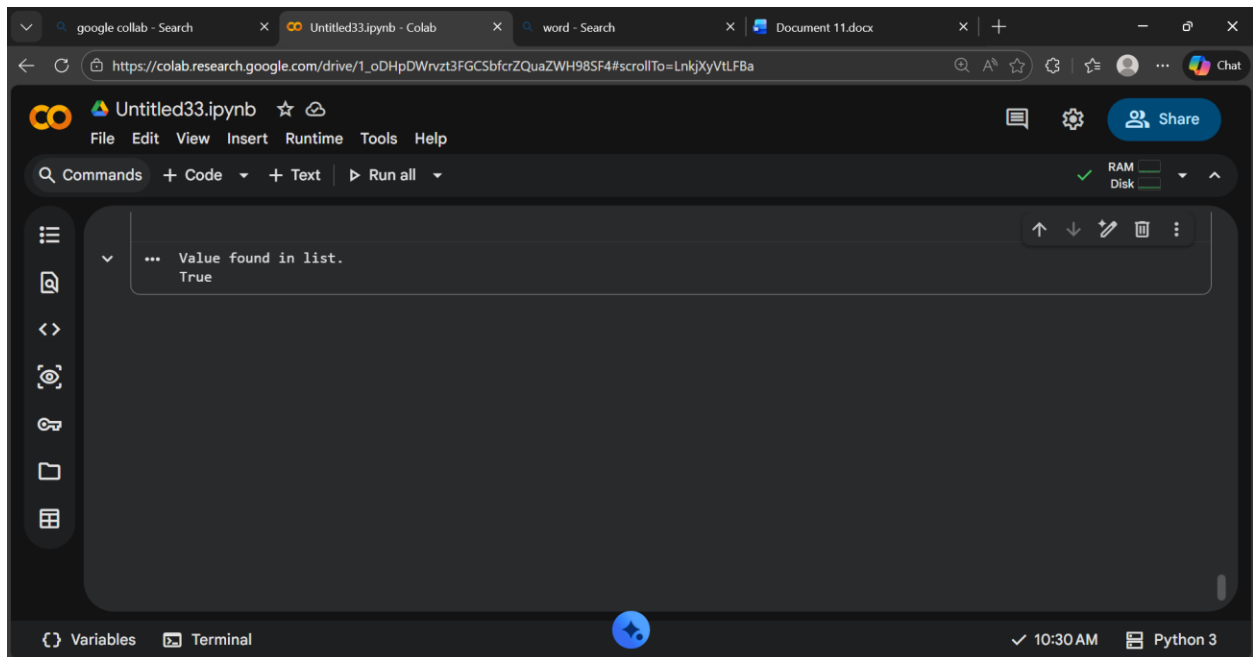 google collab - Search
Untitled33.ipynb - Colab
word - Search
Document 11.docx
https://colab.research.google.com/drive/1_oDHpDWrvzt3FGCSbfcrZQuaZWH98SF4#scrollTo=LnkjXyVtLFBa
Chat
Untitled33.ipynb
File Edit View Insert Runtime Tools Help
Share
Commands + Code + Text Run all
RAM
Disk
Value found in list.
True
Variables Terminal
10:30 AM Python 3